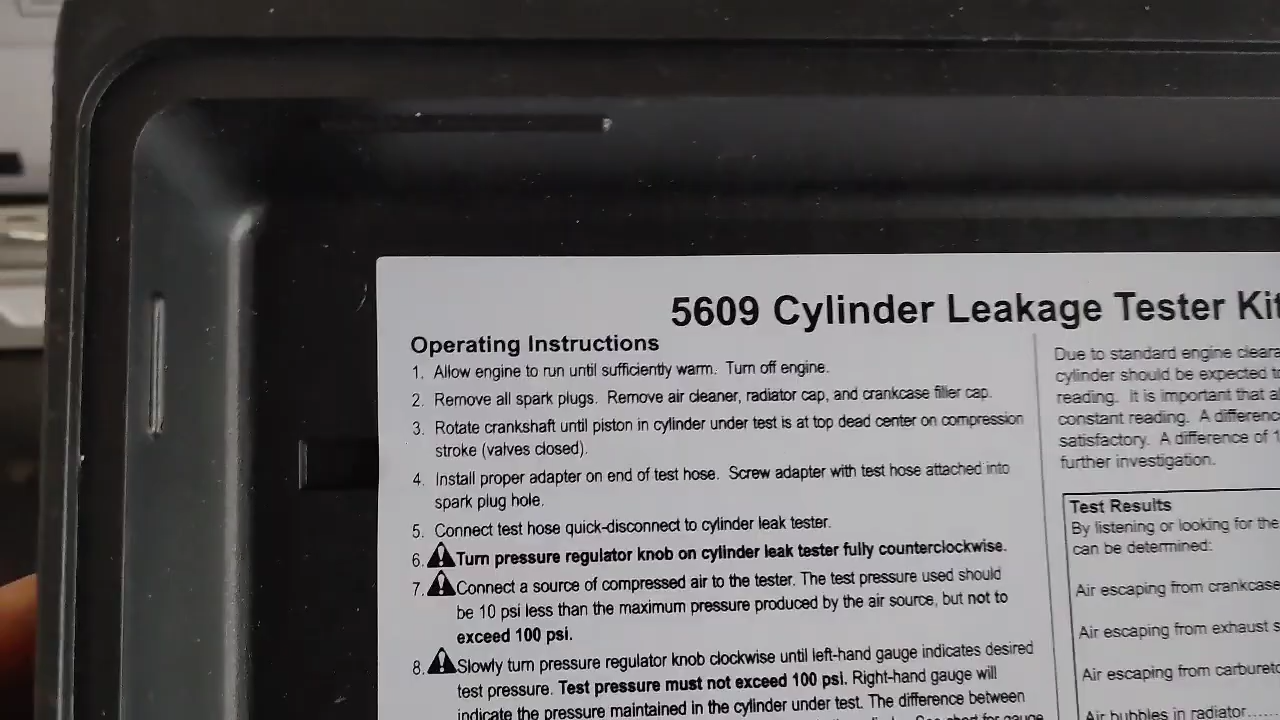 5609 Cylinder Leakage Tester Kit
Operating Instructions
1. Allow engine to run until sufficiently warm. Turn off engine.
2. Remove all spark plugs. Remove air cleaner, radiator cap, and crankcase filler cap.
3. Rotate crankshaft until piston in cylinder under test is at top dead center on compression
stroke (valves closed).
4. Install proper adapter on end of test hose. Screw adapter with test hose attached into
spark plug hole.
5. Connect test hose quick-disconnect to cylinder leak tester.
6. Turn pressure regulator knob on cylinder leak tester fully counterclockwise.
7. Connect a source of compressed air to the tester. The test pressure used should
be 10 psi less than the maximum pressure produced by the air source, but not to
exceed 100 psi.
8. Slowly turn pressure regulator knob clockwise until left-hand gauge indicates desired
test pressure. Test pressure must not exceed 100 psi. Right-hand gauge will
indicate the pressure maintained in the cylinder under test. The difference between
Due to standard engine
cylinder should be expected
reading. It is important that
constant reading. A
satisfactory. A difference of
further investigation.
Test Results
By listening or looking for the
can be determined:
Air escaping from crankcase
Air escaping from exhaust
Air escaping from
Air bubbles in radiator......